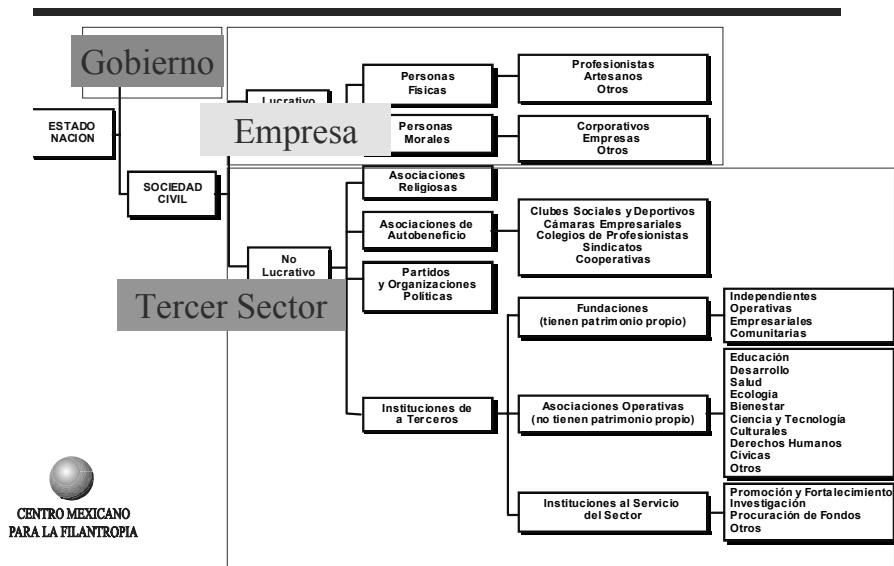 Gobierno
ESTADO
NACION
SOCIEDAD
CIVIL
Lucrativo
Empresa
Personas
Fisicas
Profesionistas
Artesanos
Otros
Personas
Morales
Corporativos
Empresas
Otros
No
Lucrativo
Tercer Sector
Asociaciones
Religiosas
Asociaciones de
Autobeneficio
Clubes Sociales y Deportivos
Cámaras Empresariales
Colegios de Profesionistas
Sindicatos
Cooperativas
Partidos
y Organizaciones
Políticas
Instituciones de
a Terceros
Fundaciones
(tienen patrimonio propio)
Independientes
Operativas
Empresariales
Comunitarias
Asociaciones Operativas
(no tienen patrimonio propio)
Educación
Desarrollo
Salud
Ecología
Bienestar
Ciencia y Tecnología
Culturales
Derechos Humanos
Cívicas
Otros
Instituciones al Servicio
del Sector
Promoción y Fortalecimiento
Investigación
Procuración de Fondos
Otros
CENTRO MEXICANO
PARA LA FILANTROPIA